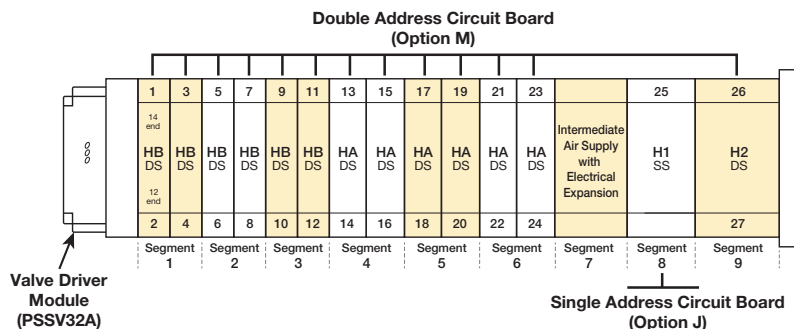 Double Address Circuit Board
(Option M)
1 3 5 7 9 11 13 15 17 19 21 23 25 26
14
end
HB HB HB HB HB HB HA HA HA HA HA HA H1 H2
DS DS DS DS DS DS DS DS DS DS DS DS SS DS
12
end
Intermediate
Air Supply
with
Electrical
Expansion
2 4 6 8 10 12 14 16 18 20 22 24 27
Segment Segment Segment Segment Segment Segment Segment Segment Segment
1 2 3 4 5 6 7 8 9
Valve Driver
Module
(PSSV32A)
Single Address Circuit Board
(Option J)